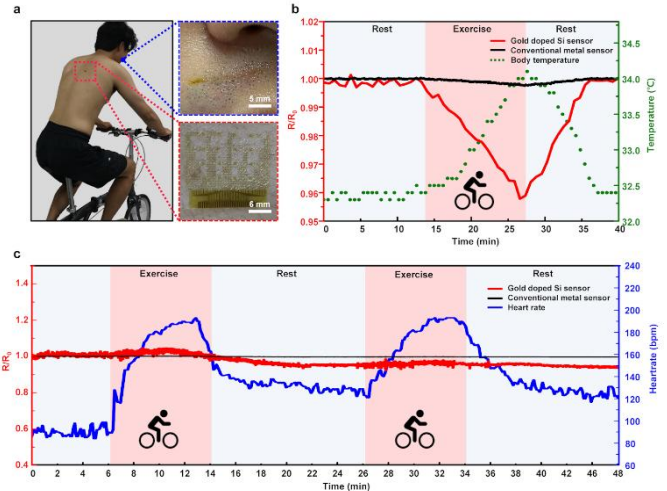 a
5 mm
5 mm
b
Rest
Exercise
Rest
Gold doped Si sensor
Conventional metal sensor
Body temperature
R/R₀
1.02
1.01
1.00
0.99
0.98
0.97
0.96
0.95
0 5 10 15 20 25 30 35 40
Time (min)
34.5
34.0
33.5
33.0
32.5
32.0
Temperature (°C)
c
Exercise
Rest
Exercise
Rest
Gold doped Si sensor
Conventional metal sensor
Heart rate
R/R₀
1.4
1.2
1.0
0.8
0.6
0.4
0 2 4 6 8 10 12 14 16 18 20 22 24 26 28 30 32 34 36 38 40 42 44 46 48
Time (min)
240
220
200
180
160
140
120
100
80
60
Heartrate (bpm)